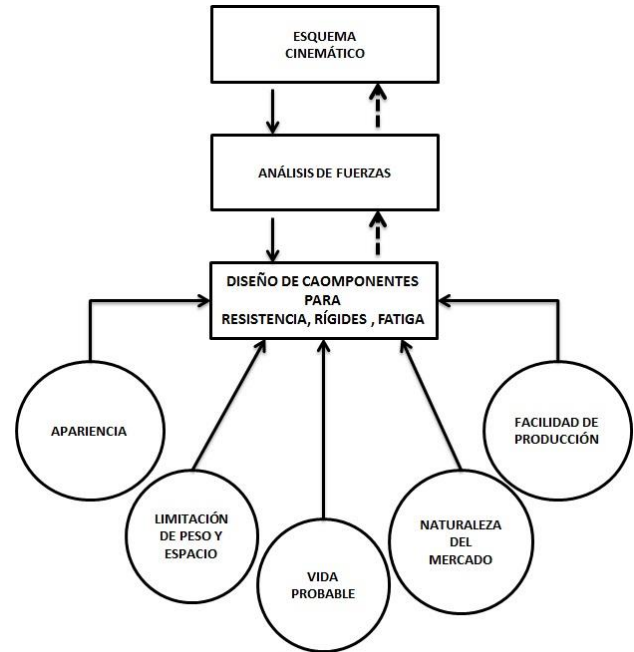 ESQUEMA
CINEMÁTICO
ANÁLISIS DE FUERZAS
DISEÑO DE CAOMPONENTES
PARA
RESISTENCIA, RÍGIDES , FATIGA
APARIENCIA
LIMITACIÓN
DE PESO Y
ESPACIO
VIDA
PROBABLE
NATURALEZA
DEL
MERCADO
FACILIDAD DE
PRODUCCIÓN